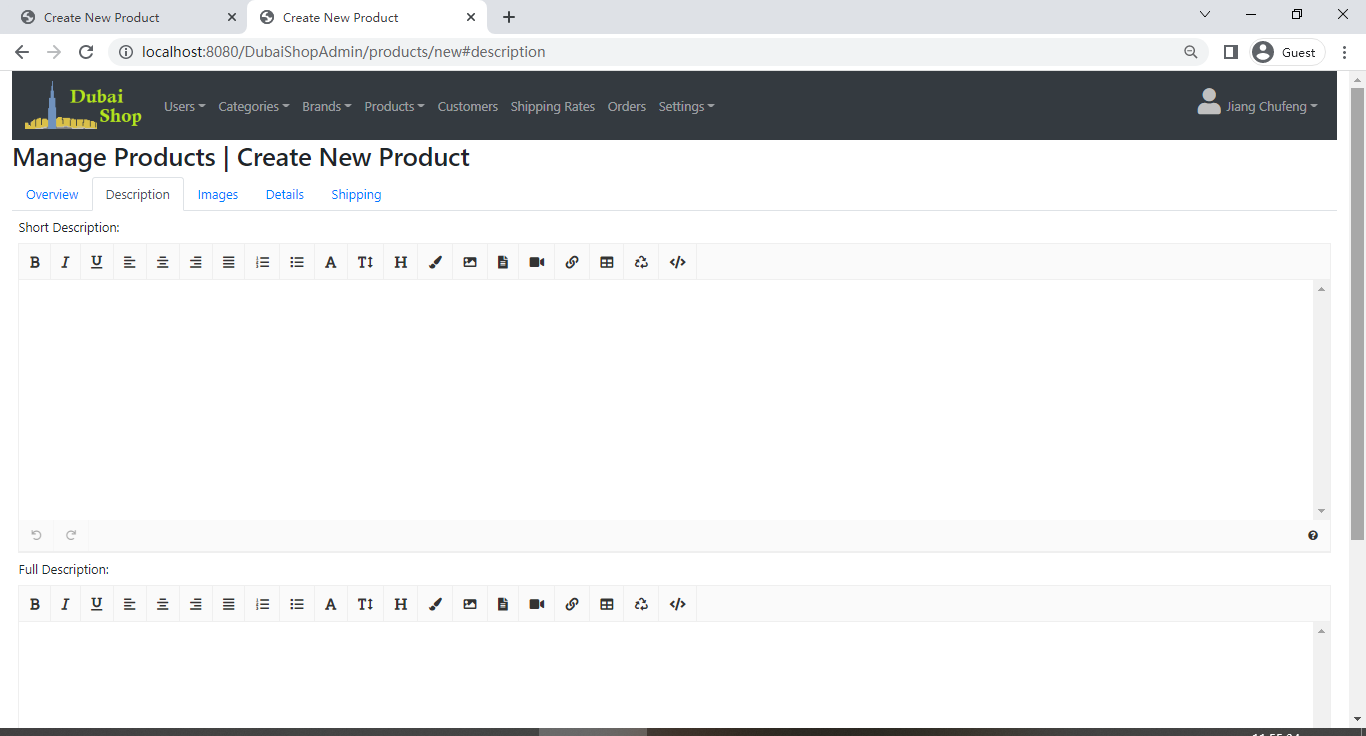 Create New Product
Create New Product
localhost:8080/DubaiShopAdmin/products/new#description
Guest
Dubai
Shop
Users Categories Brands Products Customers Shipping Rates Orders Settings
Jiang Chufeng
Manage Products | Create New Product
Overview Description Images Details Shipping
Short Description:
B I U A T H
Full Description:
B I U A T H